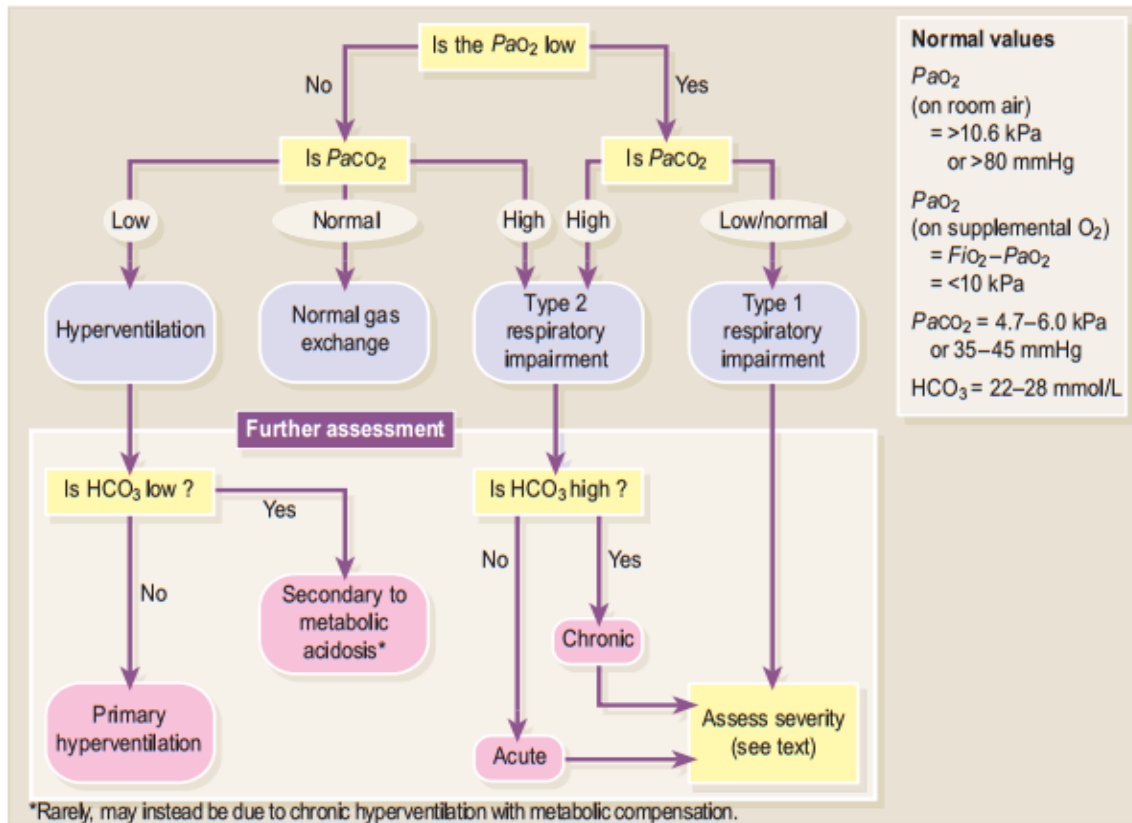 Is the PaO₂ low
No
Yes
Is PaCO₂
Is PaCO₂
Low
Normal
High
High
Low/normal
Hyperventilation
Normal gas
exchange
Type 2
respiratory
impairment
Type 1
respiratory
impairment
Further assessment
Is HCO₃ low ?
Yes
No
Is HCO₃ high ?
No
Yes
Secondary to
metabolic
acidosis*
Chronic
Primary
hyperventilation
Acute
Assess severity
(see text)
*Rarely, may instead be due to chronic hyperventilation with metabolic compensation.
Normal values
PaO₂
(on room air)
= >10.6 kPa
or >80 mmHg
PaO₂
(on supplemental O₂)
= FiO₂–PaO₂
= <10 kPa
PaCO₂ = 4.7–6.0 kPa
or 35–45 mmHg
HCO₃ = 22–28 mmol/L